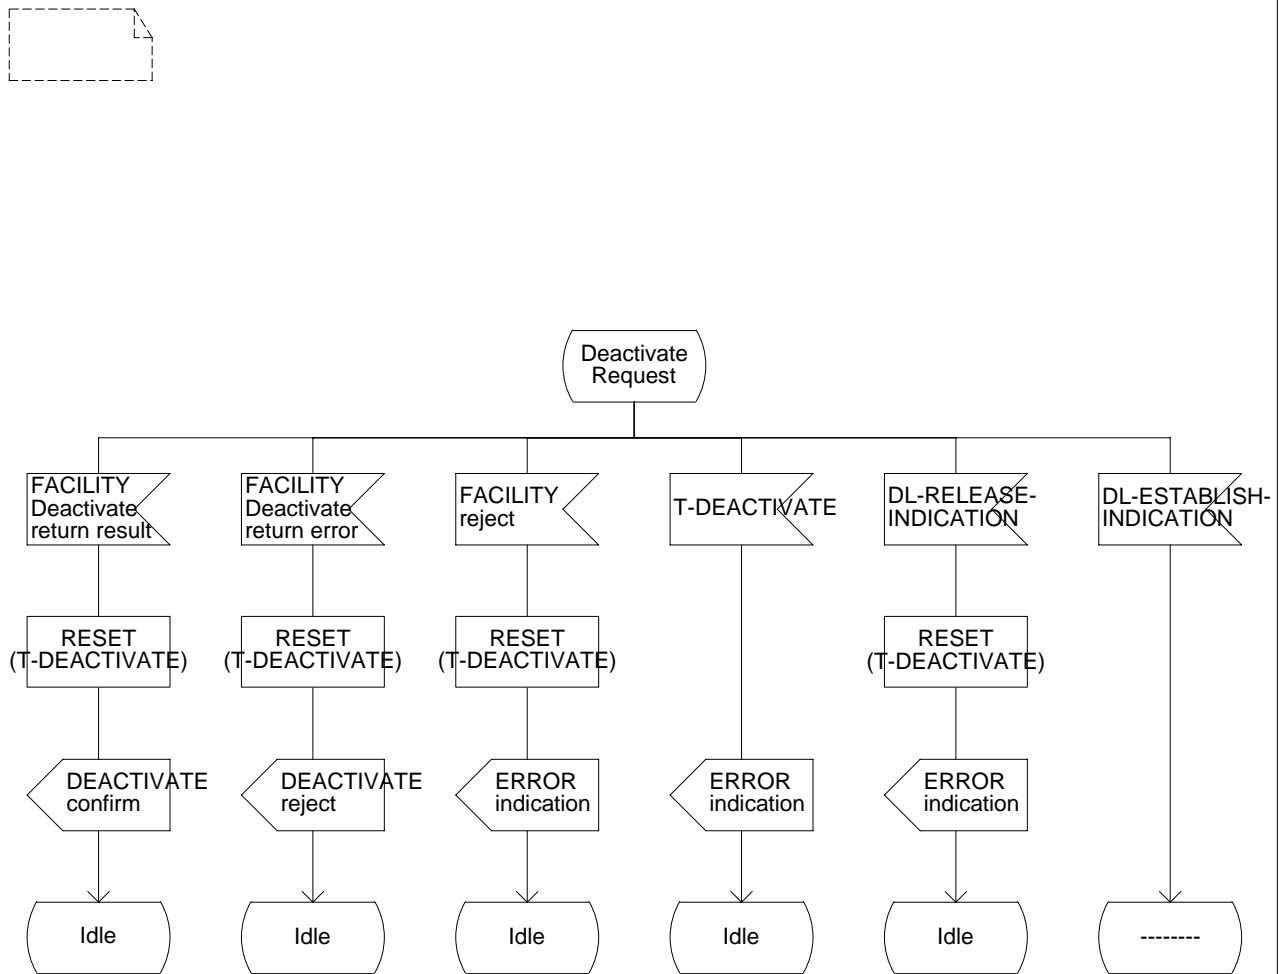 Deactivate
Request
FACILITY
Deactivate
return result
FACILITY
Deactivate
return error
FACILITY
reject
T-DEACTIVATE
DL-RELEASE-
INDICATION
DL-ESTABLISH-
INDICATION
RESET
(T-DEACTIVATE)
RESET
(T-DEACTIVATE)
RESET
(T-DEACTIVATE)
RESET
(T-DEACTIVATE)
DEACTIVATE
confirm
DEACTIVATE
reject
ERROR
indication
ERROR
indication
ERROR
indication
Idle
Idle
Idle
Idle
Idle
--------